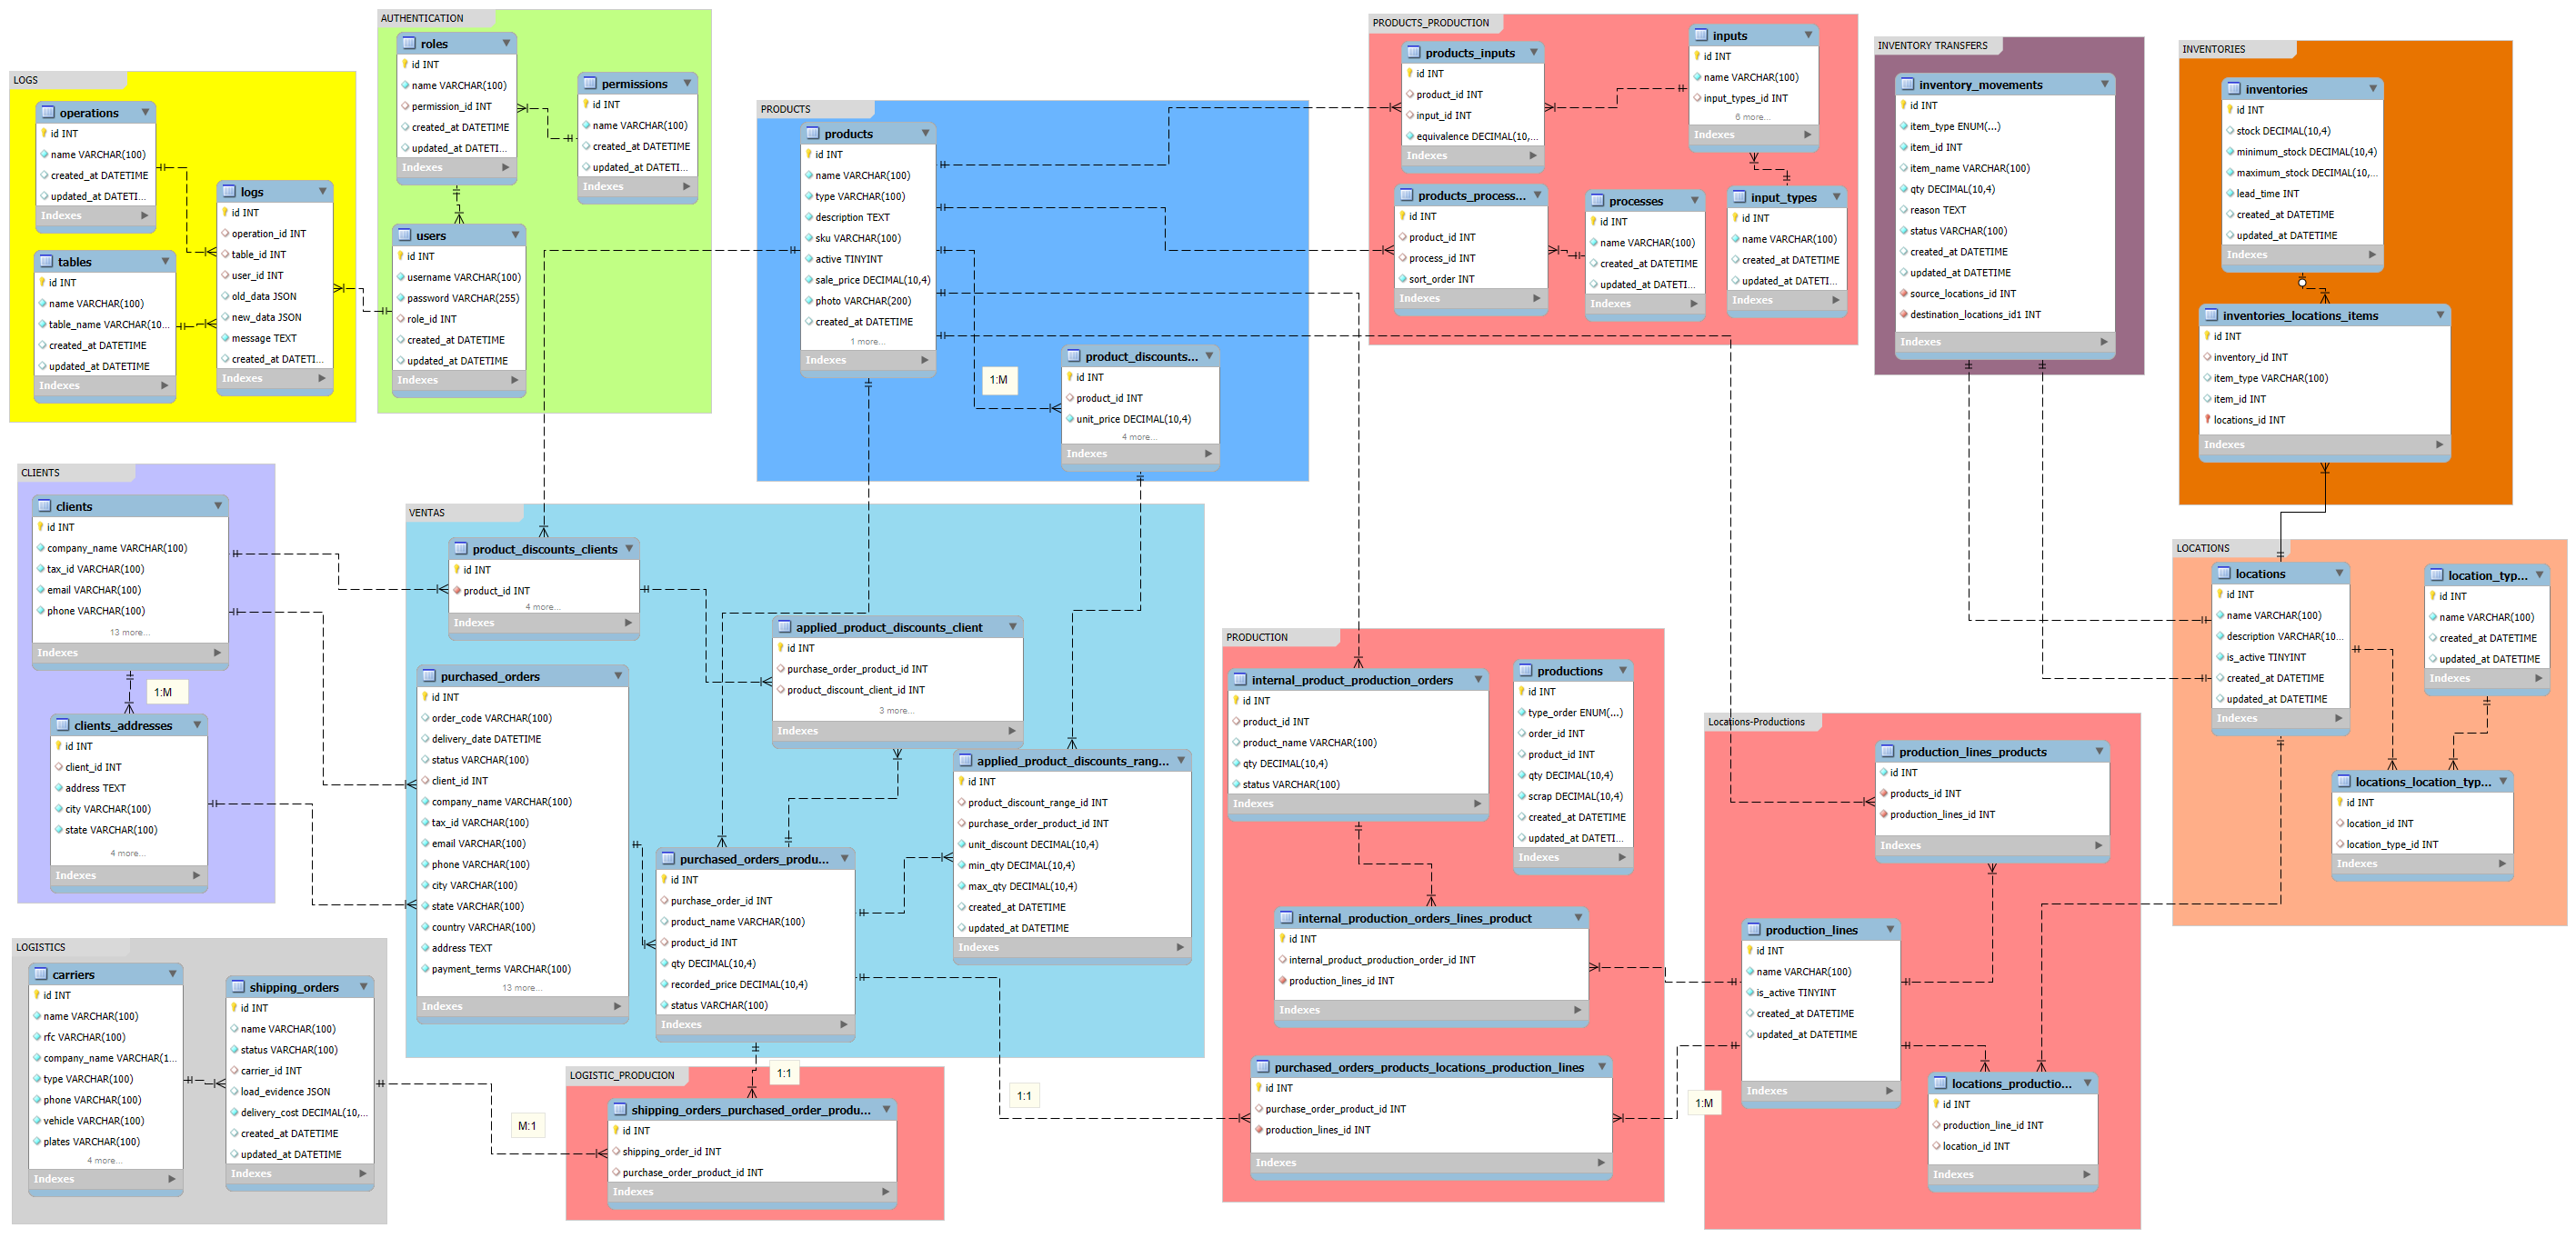 LOGS
operations
id INT
name VARCHAR(100)
created_at DATETIME
updated_at DATETI...
Indexes
tables
id INT
name VARCHAR(100)
table_name VARCHAR(10...
created_at DATETIME
updated_at DATETIME
Indexes
logs
id INT
operation_id INT
table_id INT
user_id INT
old_data JSON
new_data JSON
message TEXT
created_at DATETI...
Indexes
AUTHENTICATION
roles
id INT
name VARCHAR(100)
permission_id INT
created_at DATETIME
updated_at DATETI...
Indexes
permissions
id INT
name VARCHAR(100)
created_at DATETIME
updated_at DATETI...
Indexes
users
id INT
username VARCHAR(100)
password VARCHAR(255)
role_id INT
created_at DATETIME
updated_at DATETIME
Indexes
PRODUCTS
products
id INT
name VARCHAR(100)
type VARCHAR(100)
description TEXT
sku VARCHAR(100)
active TINYINT
sale_price DECIMAL(10,4)
photo VARCHAR(200)
created_at DATETIME
1 more...
Indexes
1:M
product_discounts...
id INT
product_id INT
unit_price DECIMAL(10,4)
4 more...
Indexes
PRODUCTS_PRODUCTION
products_inputs
id INT
product_id INT
input_id INT
equivalence DECIMAL(10,...
Indexes
inputs
id INT
name VARCHAR(100)
input_types_id INT
6 more...
Indexes
products_process...
id INT
product_id INT
process_id INT
sort_order INT
Indexes
processes
id INT
name VARCHAR(100)
created_at DATETIME
updated_at DATETI...
Indexes
input_types
id INT
name VARCHAR(100)
created_at DATETIME
updated_at DATETI...
Indexes
INVENTORY TRANSFERS
inventory_movements
id INT
item_type ENUM(...)
item_id INT
item_name VARCHAR(100)
qty DECIMAL(10,4)
reason TEXT
status VARCHAR(100)
created_at DATETIME
updated_at DATETIME
source_locations_id INT
destination_locations_id1 INT
Indexes
INVENTORIES
inventories
id INT
stock DECIMAL(10,4)
minimum_stock DECIMAL(10,4)
maximum_stock DECIMAL(10,...
lead_time INT
created_at DATETIME
updated_at DATETIME
Indexes
inventories_locations_items
id INT
inventory_id INT
item_type VARCHAR(100)
item_id INT
locations_id INT
Indexes
CLIENTS
clients
id INT
company_name VARCHAR(100)
tax_id VARCHAR(100)
email VARCHAR(100)
phone VARCHAR(100)
13 more...
Indexes
1:M
clients_addresses
id INT
client_id INT
address TEXT
city VARCHAR(100)
state VARCHAR(100)
4 more...
Indexes
VENTAS
product_discounts_clients
id INT
product_id INT
4 more...
Indexes
applied_product_discounts_client
id INT
purchase_order_product_id INT
product_discount_client_id INT
3 more...
Indexes
purchased_orders
id INT
order_code VARCHAR(100)
delivery_date DATETIME
status VARCHAR(100)
client_id INT
company_name VARCHAR(100)
tax_id VARCHAR(100)
email VARCHAR(100)
phone VARCHAR(100)
city VARCHAR(100)
state VARCHAR(100)
country VARCHAR(100)
address TEXT
payment_terms VARCHAR(100)
13 more...
Indexes
applied_product_discounts_rang...
id INT
product_discount_range_id INT
purchase_order_product_id INT
unit_discount DECIMAL(10,4)
min_qty DECIMAL(10,4)
max_qty DECIMAL(10,4)
created_at DATETIME
updated_at DATETIME
Indexes
purchased_orders_produ...
id INT
purchase_order_id INT
product_name VARCHAR(100)
product_id INT
qty DECIMAL(10,4)
recorded_price DECIMAL(10,4)
status VARCHAR(100)
Indexes
LOGISTICS
carriers
id INT
name VARCHAR(100)
rfc VARCHAR(100)
company_name VARCHAR(1...
type VARCHAR(100)
phone VARCHAR(100)
vehicle VARCHAR(100)
plates VARCHAR(100)
4 more...
Indexes
shipping_orders
id INT
name VARCHAR(100)
status VARCHAR(100)
carrier_id INT
load_evidence JSON
delivery_cost DECIMAL(10,...
created_at DATETIME
updated_at DATETIME
Indexes
M:1
LOGISTIC_PRODUCION
1:1
shipping_orders_purchased_order_produ...
id INT
shipping_order_id INT
purchase_order_product_id INT
Indexes
1:1
PRODUCTION
internal_product_production_orders
id INT
product_id INT
product_name VARCHAR(100)
qty DECIMAL(10,4)
status VARCHAR(100)
Indexes
productions
id INT
type_order ENUM(...)
order_id INT
product_id INT
qty DECIMAL(10,4)
scrap DECIMAL(10,4)
created_at DATETIME
updated_at DATETI...
Indexes
internal_production_orders_lines_product
id INT
internal_product_production_order_id INT
production_lines_id INT
Indexes
purchased_orders_products_locations_production_lines
id INT
purchase_order_product_id INT
production_lines_id INT
Indexes
1:M
Locations-Productions
production_lines_products
id INT
products_id INT
production_lines_id INT
Indexes
production_lines
id INT
name VARCHAR(100)
is_active TINYINT
created_at DATETIME
updated_at DATETIME
Indexes
locations_productio...
id INT
production_line_id INT
location_id INT
Indexes
LOCATIONS
locations
id INT
name VARCHAR(100)
description VARCHAR(10...
is_active TINYINT
created_at DATETIME
updated_at DATETIME
Indexes
location_typ...
id INT
name VARCHAR(100)
created_at DATETIME
updated_at DATETIME
Indexes
locations_location_typ...
id INT
location_id INT
location_type_id INT
Indexes